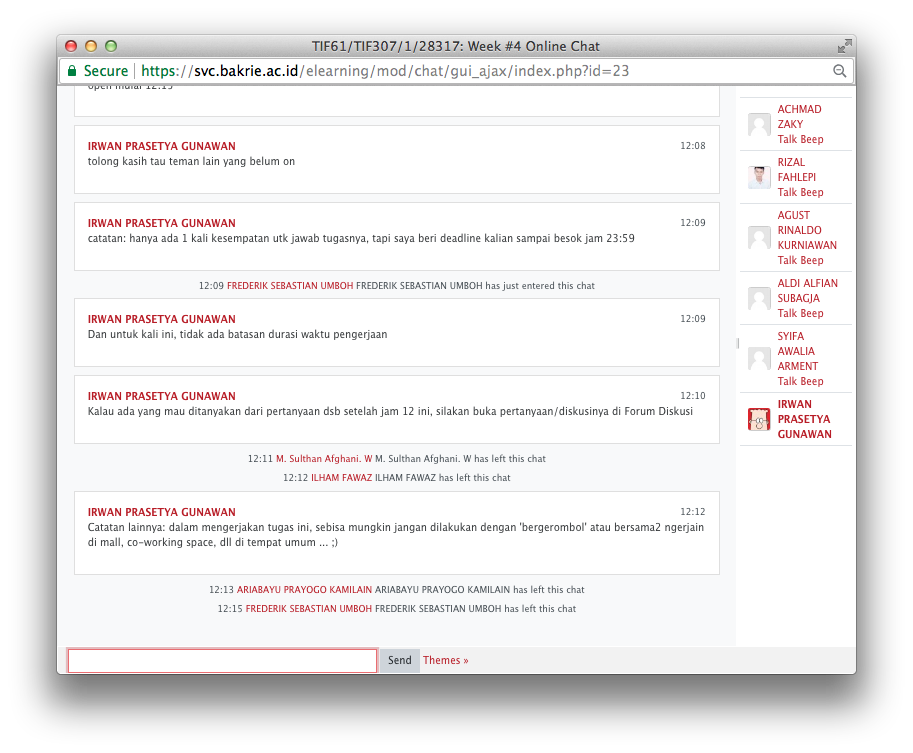 TIF61/TIF307/1/28317: Week #4 Online Chat
Secure https://svc.bakrie.ac.id/elearning/mod/chat/gui_ajax/index.php?id=23
open mulai 12:15
IRWAN PRASETYA GUNAWAN 12:08
tolong kasih tau teman lain yang belum on
IRWAN PRASETYA GUNAWAN 12:09
catatan: hanya ada 1 kali kesempatan utk jawab tugasnya, tapi saya beri deadline kalian sampai besok jam 23:59
12:09 FREDERIK SEBASTIAN UMBOH FREDERIK SEBASTIAN UMBOH has just entered this chat
IRWAN PRASETYA GUNAWAN 12:09
Dan untuk kali ini, tidak ada batasan durasi waktu pengerjaan
IRWAN PRASETYA GUNAWAN 12:10
Kalau ada yang mau ditanyakan dari pertanyaan dsb setelah jam 12 ini, silakan buka pertanyaan/diskusinya di Forum Diskusi
12:11 M. Sulthan Afghani. W M. Sulthan Afghani. W has left this chat
12:12 ILHAM FAWAZ ILHAM FAWAZ has left this chat
IRWAN PRASETYA GUNAWAN 12:12
Catatan lainnya: dalam mengerjakan tugas ini, sebisa mungkin jangan dilakukan dengan 'bergerombol' atau bersama2 ngerjain
di mall, co-working space, dll di tempat umum ... ;)
12:13 ARIABAYU PRAYOGO KAMILAIN ARIABAYU PRAYOGO KAMILAIN has left this chat
12:15 FREDERIK SEBASTIAN UMBOH FREDERIK SEBASTIAN UMBOH has left this chat
Send Themes »
ACHMAD
ZAKY
Talk Beep
RIZAL
FAHLEPI
Talk Beep
AGUST
RINALDO
KURNIAWAN
Talk Beep
ALDI ALFIAN
SUBAGJA
Talk Beep
SYIFA
AWALIA
ARMENT
Talk Beep
IRWAN
PRASETYA
GUNAWAN